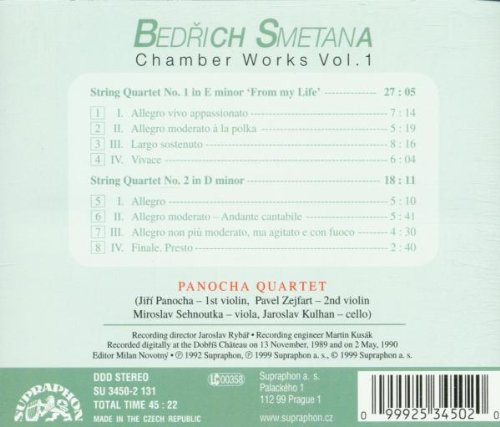 BEDŘICH SMETANA
Chamber Works Vol. 1
String Quartet No. 1 in E minor 'From my Life' 27 : 05
1 I. Allegro vivo appassionato 7 : 14
2 II. Allegro moderato à la polka 5 : 19
3 III. Largo sostenuto 8 : 16
4 IV. Vivace 6 : 04
String Quartet No. 2 in D minor 18 : 11
5 I. Allegro 5 : 10
6 II. Allegro moderato – Andante cantabile 5 : 41
7 III. Allegro non più moderato, ma agitato e con fuoco 4 : 30
8 IV. Finale. Presto 2 : 40
PANOCHA QUARTET
(Jiří Panocha – 1st violin, Pavel Zejfart – 2nd violin
Miroslav Sehnoutka – viola, Jaroslav Kulhan – cello)
Recording director Jaroslav Rybář • Recording engineer Martin Kusák
Recorded digitally at the Dobříš Château on 13 November, 1989 and on 2 May, 1990
Editor Milan Novotný • ℗ 1992 Supraphon, ℗ 1999 Supraphon a. s., © 1999 Supraphon a. s.
SUPRAPHON
DDD STEREO
SU 3450-2 131
TOTAL TIME 45 : 22
MADE IN THE CZECH REPUBLIC
LC 00358
Supraphon a. s.
Palackého 1
112 99 Prague 1
www.supraphon.cz
0 99925 34502